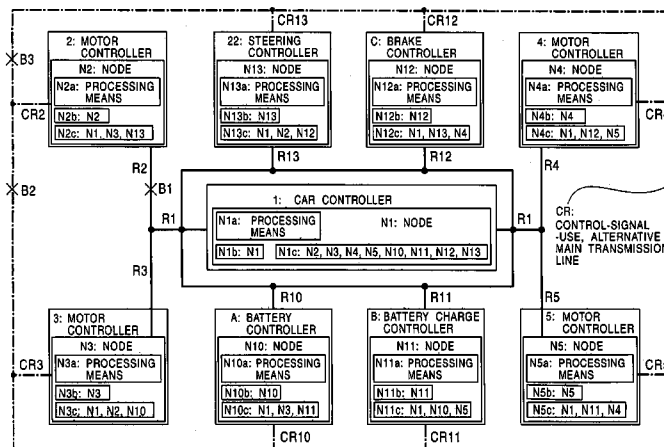 CR13
CR12
B3
2: MOTOR
CONTROLLER
N2: NODE
N2a: PROCESSING
MEANS
N2b: N2
N2c: N1, N3, N13
22: STEERING
CONTROLLER
N13: NODE
N13a: PROCESSING
MEANS
N13b: N13
N13c: N1, N2, N12
C: BRAKE
CONTROLLER
N12: NODE
N12a: PROCESSING
MEANS
N12b: N12
N12c: N1, N13, N4
4: MOTOR
CONTROLLER
N4: NODE
N4a: PROCESSING
MEANS
N4b: N4
N4c: N1, N12, N5
CR2
R2
R13
R12
R4
B2
B1
R1
1: CAR CONTROLLER
N1a: PROCESSING
MEANS
N1: NODE
N1b: N1
N1c: N2, N3, N4, N5, N10, N11, N12, N13
R1
CR:
CONTROL-SIGNAL
-USE, ALTERNATIVE
MAIN TRANSMISSION
LINE
R3
R10
R11
R5
3: MOTOR
CONTROLLER
N3: NODE
N3a: PROCESSING
MEANS
N3b: N3
N3c: N1, N2, N10
A: BATTERY
CONTROLLER
N10: NODE
N10a: PROCESSING
MEANS
N10b: N10
N10c: N1, N3, N11
B: BATTERY CHARGE
CONTROLLER
N11: NODE
N11a: PROCESSING
MEANS
N11b: N11
N11c: N1, N10, N5
5: MOTOR
CONTROLLER
N5: NODE
N5a: PROCESSING
MEANS
N5b: N5
N5c: N1, N11, N4
CR3
CR10
CR11